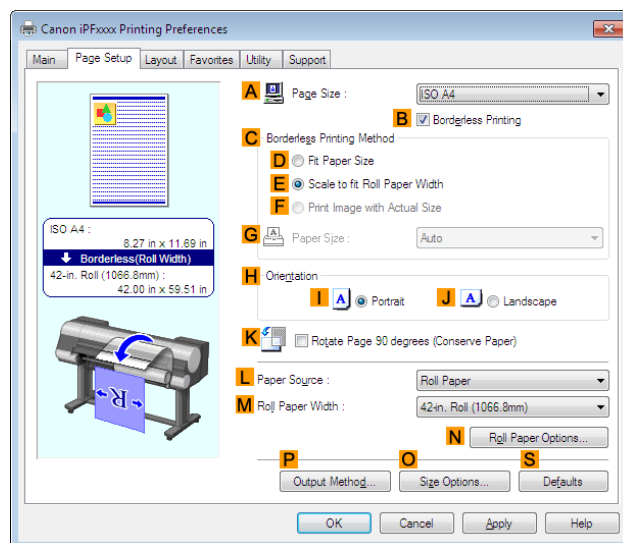 Canon iPFxxxx Printing Preferences
Main Page Setup Layout Favorites Utility Support
A Page Size : ISO A4
B Borderless Printing
C Borderless Printing Method
D Fit Paper Size
E Scale to fit Roll Paper Width
F Print Image with Actual Size
G Paper Size : Auto
ISO A4 :
8.27 in x 11.69 in
Borderless(Roll Width)
42-in. Roll (1066.8mm) :
42.00 in x 59.51 in
H Orientation
I A Portrait J A Landscape
K Rotate Page 90 degrees (Conserve Paper)
L Paper Source : Roll Paper
M Roll Paper Width : 42-in. Roll (1066.8mm)
R
N Roll Paper Options...
P O S
Output Method... Size Options... Defaults
OK Cancel Apply Help